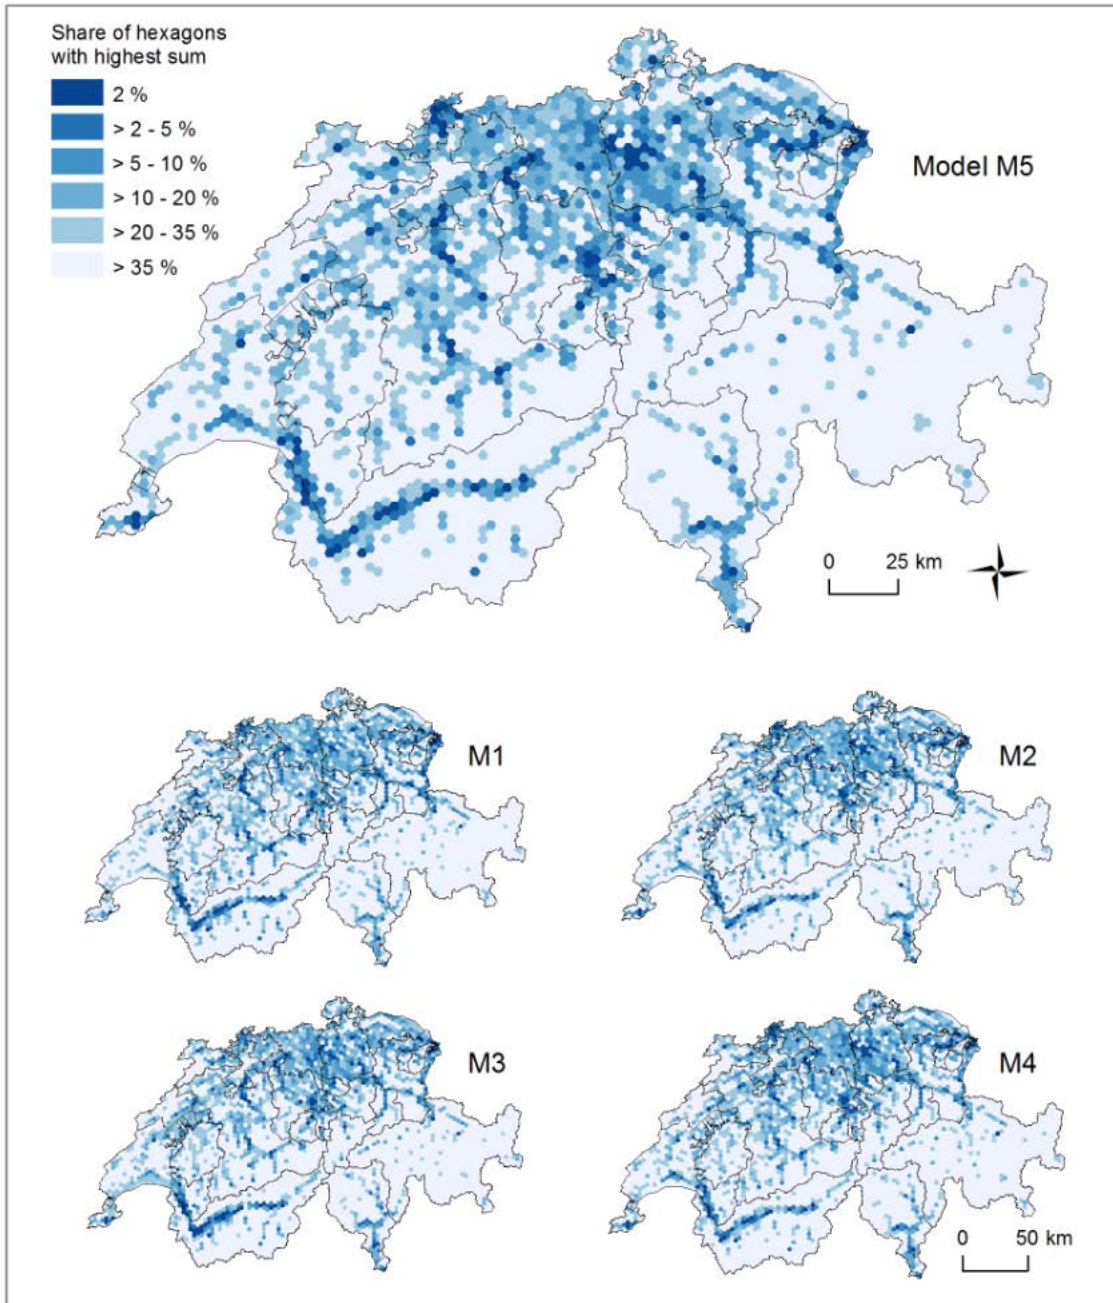 Share of hexagons
with highest sum
2 %
> 2 - 5 %
> 5 - 10 %
> 10 - 20 %
> 20 - 35 %
> 35 %
Model M5
0 25 km
M1
M2
M3
M4
0 50 km